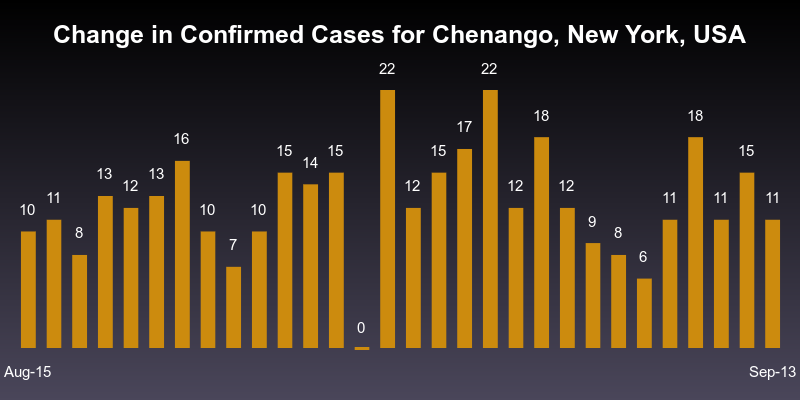 Change in Confirmed Cases for Chenango, New York, USA
10 11 8 13 12 13 16 10 7 10 15 14 15 0 22 12 15 17 22 12 18 12 9 8 6 11 18 11 15 11
Aug-15 Sep-13